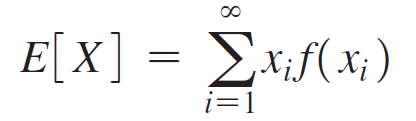 E[X] = ∑_{i=1}^{∞} x_i f(x_i)